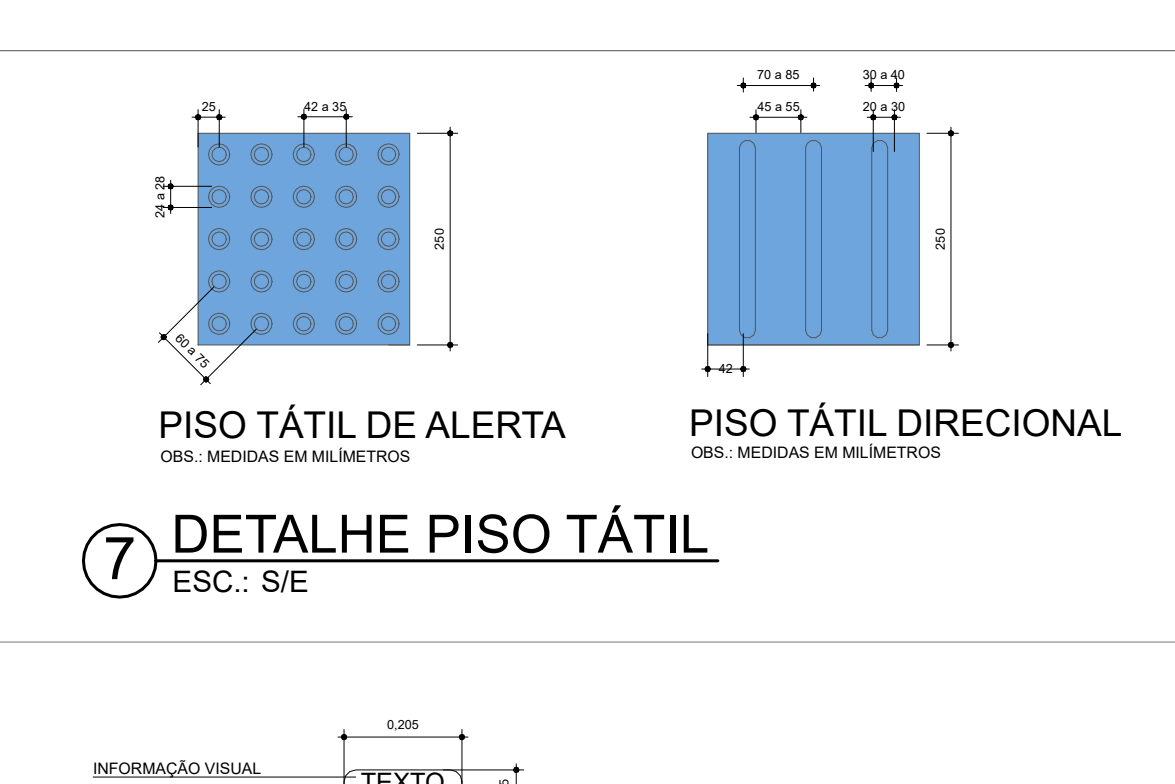 70 a 85
30 a 40
25
42 a 35
45 a 55
20 a 30
24 a 28
250
250
60 a 75
42
PISO TÁTIL DE ALERTA
OBS.: MEDIDAS EM MILÍMETROS
PISO TÁTIL DIRECIONAL
OBS.: MEDIDAS EM MILÍMETROS
7
DETALHE PISO TÁTIL
ESC.: S/E
0,205
INFORMAÇÃO VISUAL
TEXTO